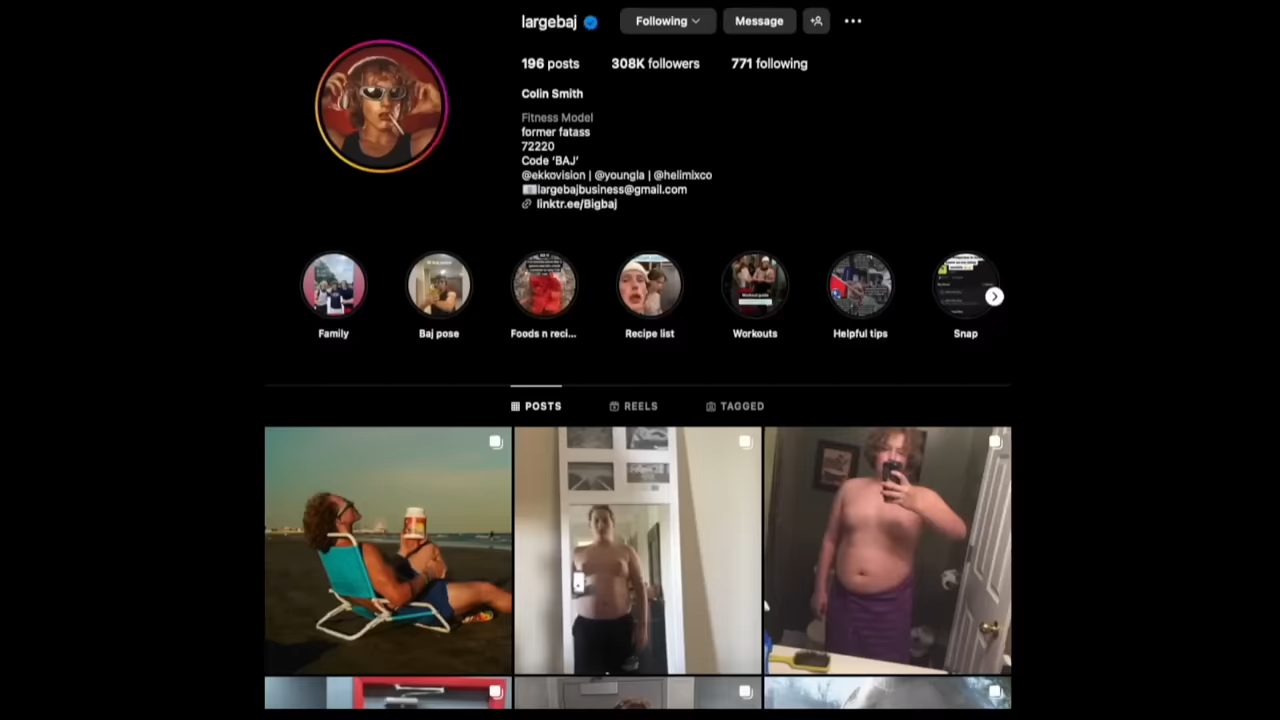 largebaj
Following
Message
196 posts
308K followers
771 following
Colin Smith
Fitness Model
former fatass
72220
Code ‘BAJ’
@ekkovision | @youngla | @helimixco
largebajbusiness@gmail.com
linktr.ee/Bigbaj
Family
Baj pose
Foods n reci...
Recipe list
Workouts
Helpful tips
Snap
POSTS
REELS
TAGGED